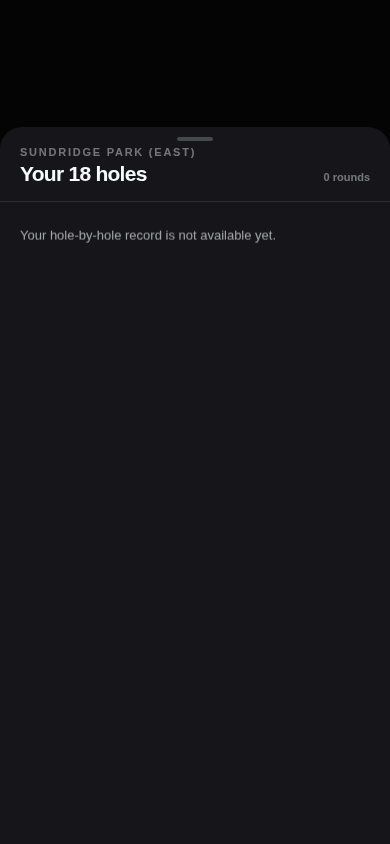 SUNDRIDGE PARK (EAST)
Your 18 holes
0 rounds
Your hole-by-hole record is not available yet.